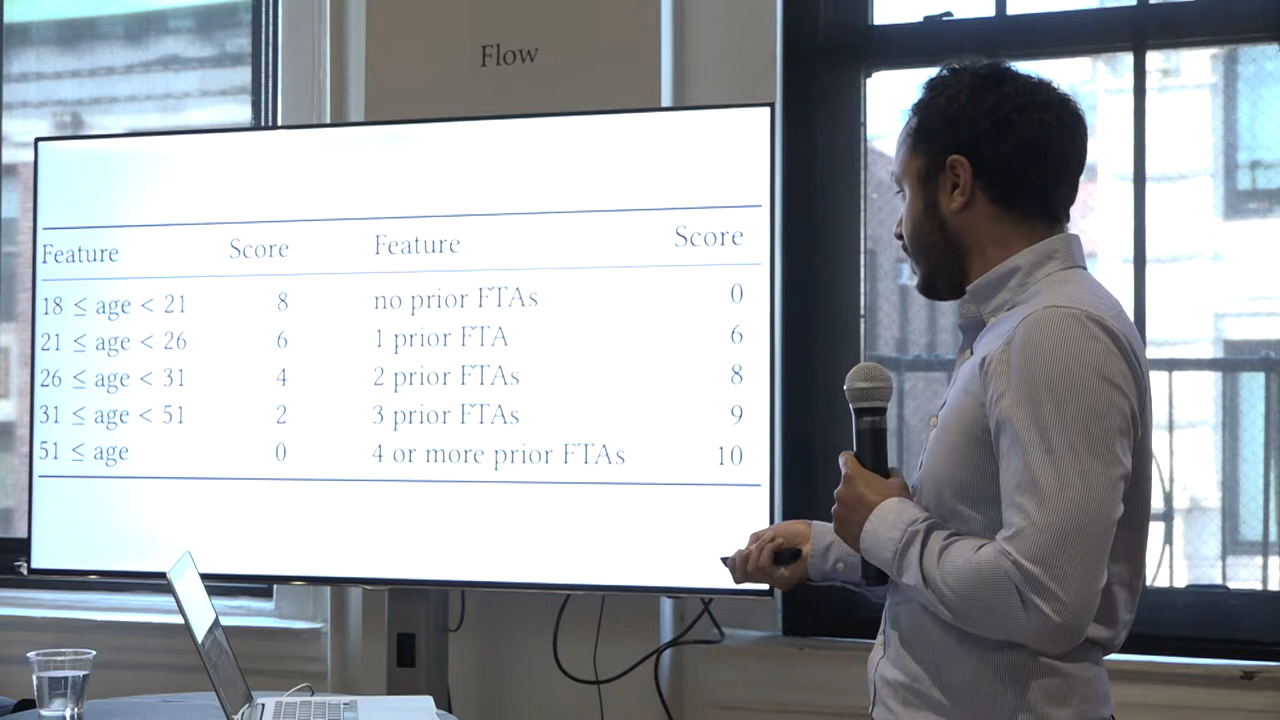 Flow
Feature Score Feature Score
18 ≤ age < 21 8 no prior FTAs 0
21 ≤ age < 26 6 1 prior FTA 6
26 ≤ age < 31 4 2 prior FTAs 8
31 ≤ age < 51 2 3 prior FTAs 9
51 ≤ age 0 4 or more prior FTAs 10